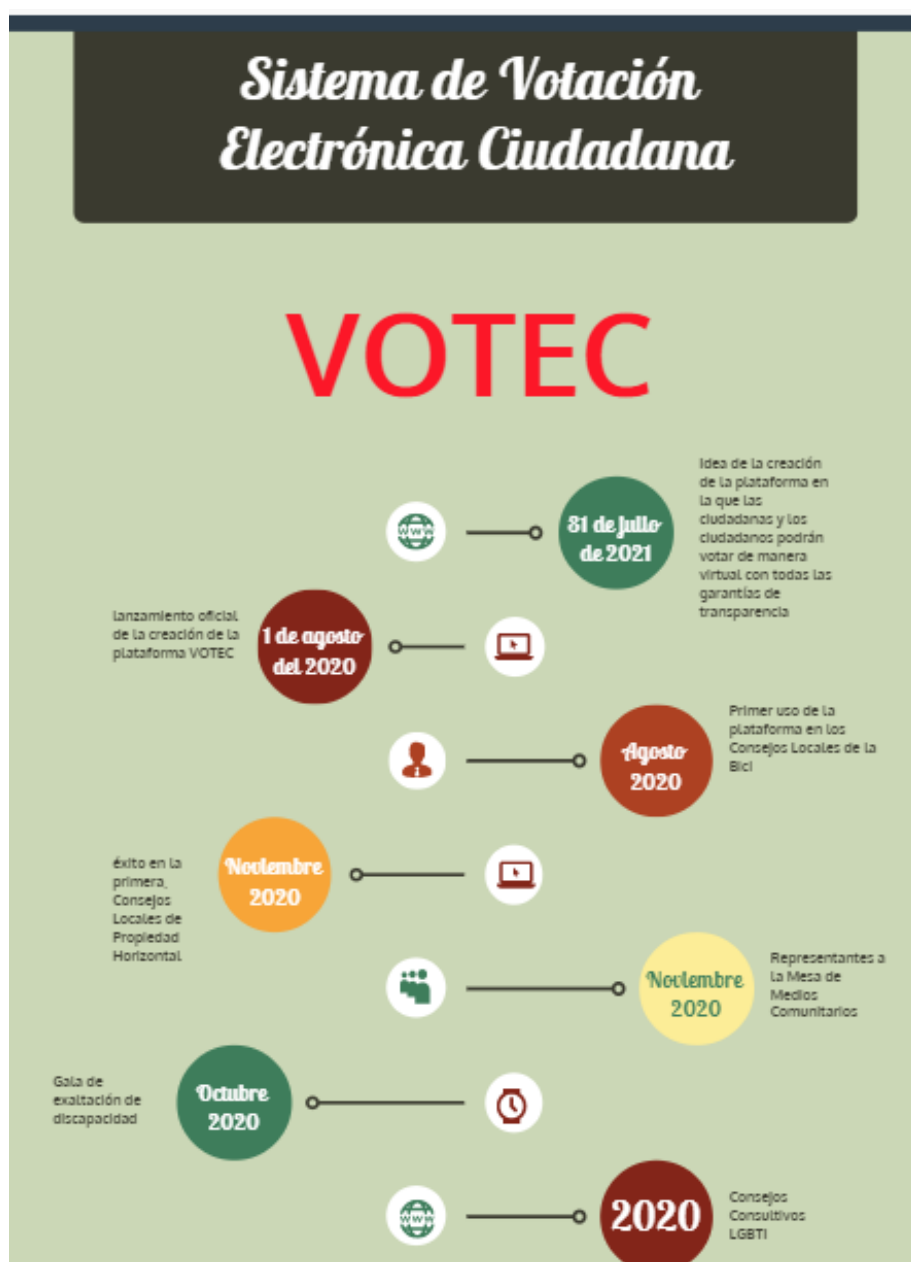 Sistema de Votación
Electrónica Ciudadana
VOTEC
31 de Julio
de 2021
Idea de la creación
de la plataforma en
la que las
ciudadanas y los
ciudadanos podrán
votar de manera
virtual con todas las
garantías de
transparencia
lanzamiento oficial
de la creación de la
plataforma VOTEC
1 de agosto
del 2020
Agosto
2020
Primer uso de la
plataforma en los
Consejos Locales de la
Bici
éxito en la
primera,
Consejos
Locales de
Propiedad
Horizontal
Noviembre
2020
Noviembre
2020
Representantes a
la Mesa de
Medios
Comunitarios
Gala de
exaltación de
discapacidad
Octubre
2020
2020
Consejos
Consultivos
LGBTI
www
www